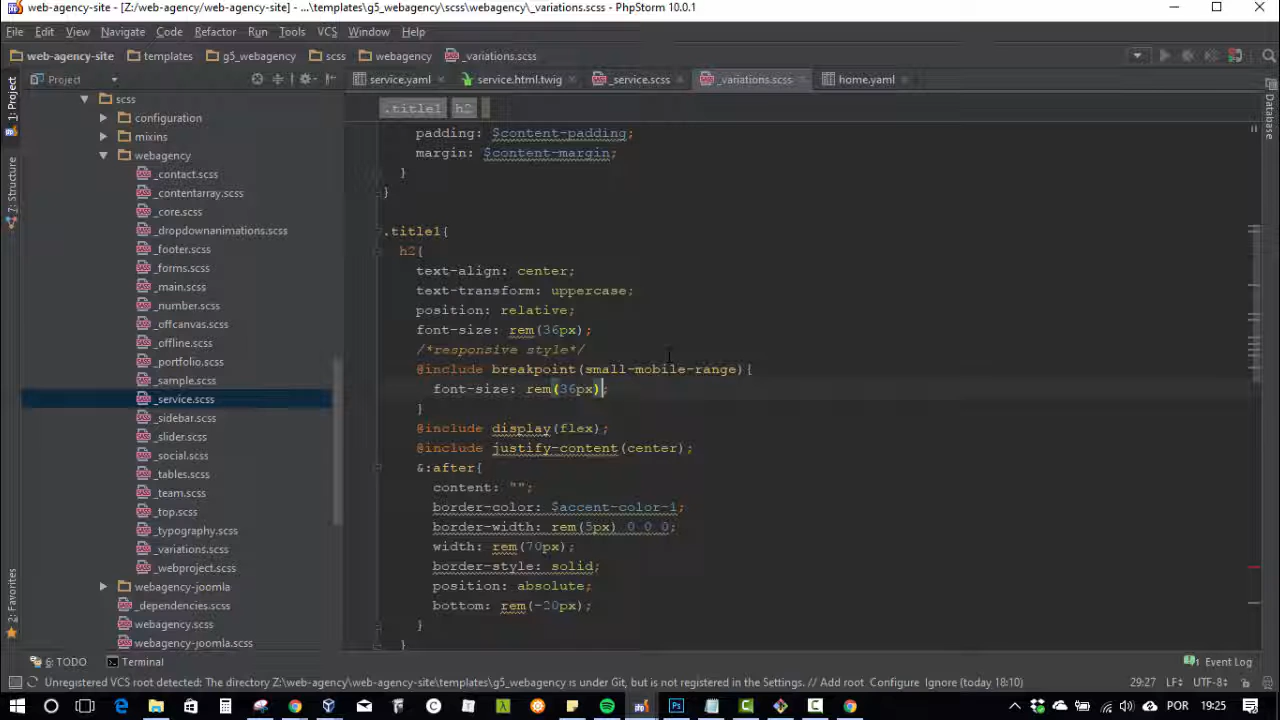 web-agency-site - [Z:/web-agency/web-agency-site] - ...\templates\g5_webagency\scss\webagency\_variations.scss - PhpStorm 10.0.1
File Edit View Navigate Code Refactor Run Tools VCS Window Help
web-agency-site templates g5_webagency scss webagency _variations.scss
1: Project
7: Structure
2: Favorites
Project
service.yaml service.html.twig _service.scss _variations.scss home.yaml
Database
scss
configuration
mixins
webagency
_contact.scss
_contentarray.scss
_core.scss
_dropdownanimations.scss
_footer.scss
_forms.scss
_main.scss
_number.scss
_offcanvas.scss
_offline.scss
_portfolio.scss
_sample.scss
_service.scss
_sidebar.scss
_slider.scss
_social.scss
_tables.scss
_team.scss
_top.scss
_typography.scss
_variations.scss
_webproject.scss
webagency-joomla
_dependencies.scss
webagency.scss
webagency-joomla.scss
.title1 h2
padding: $content-padding;
margin: $content-margin;
}
}
.title1{
h2{
text-align: center;
text-transform: uppercase;
position: relative;
font-size: rem(36px);
/*responsive style*/
@include breakpoint(small-mobile-range){
font-size: rem(36px);
}
@include display(flex);
@include justify-content(center);
&:after{
content: "";
border-color: $accent-color-1;
border-width: rem(5px) 0 0 0;
width: rem(70px);
border-style: solid;
position: absolute;
bottom: rem(-20px);
}
}
6: TODO Terminal 1 Event Log
Unregistered VCS root detected: The directory Z:\web-agency\web-agency-site\templates\g5_webagency is under Git, but is not registered in the Settings. // Add root Configure Ignore (today 18:10) 29:27 LF÷ UTF-8÷
POR 19:25